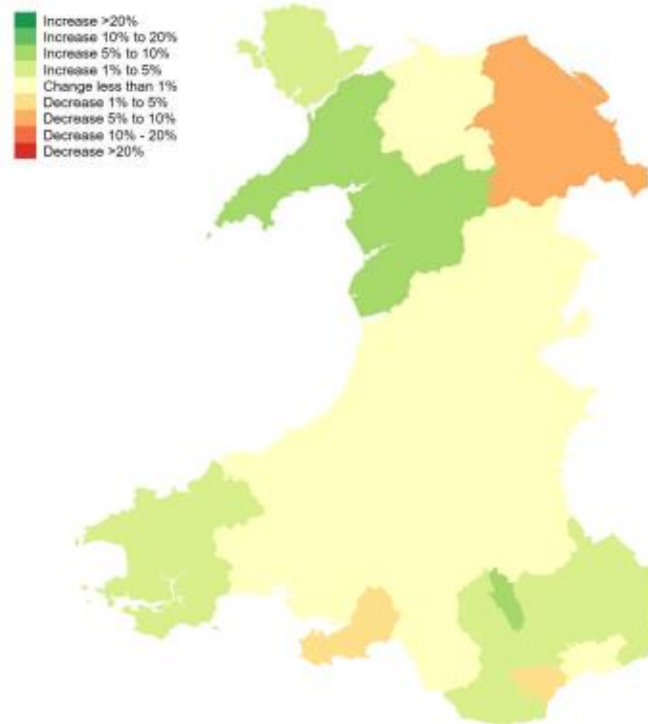 Increase >20%
Increase 10% to 20%
Increase 5% to 10%
Increase 1% to 5%
Change less than 1%
Decrease 1% to 5%
Decrease 5% to 10%
Decrease 10% - 20%
Decrease >20%